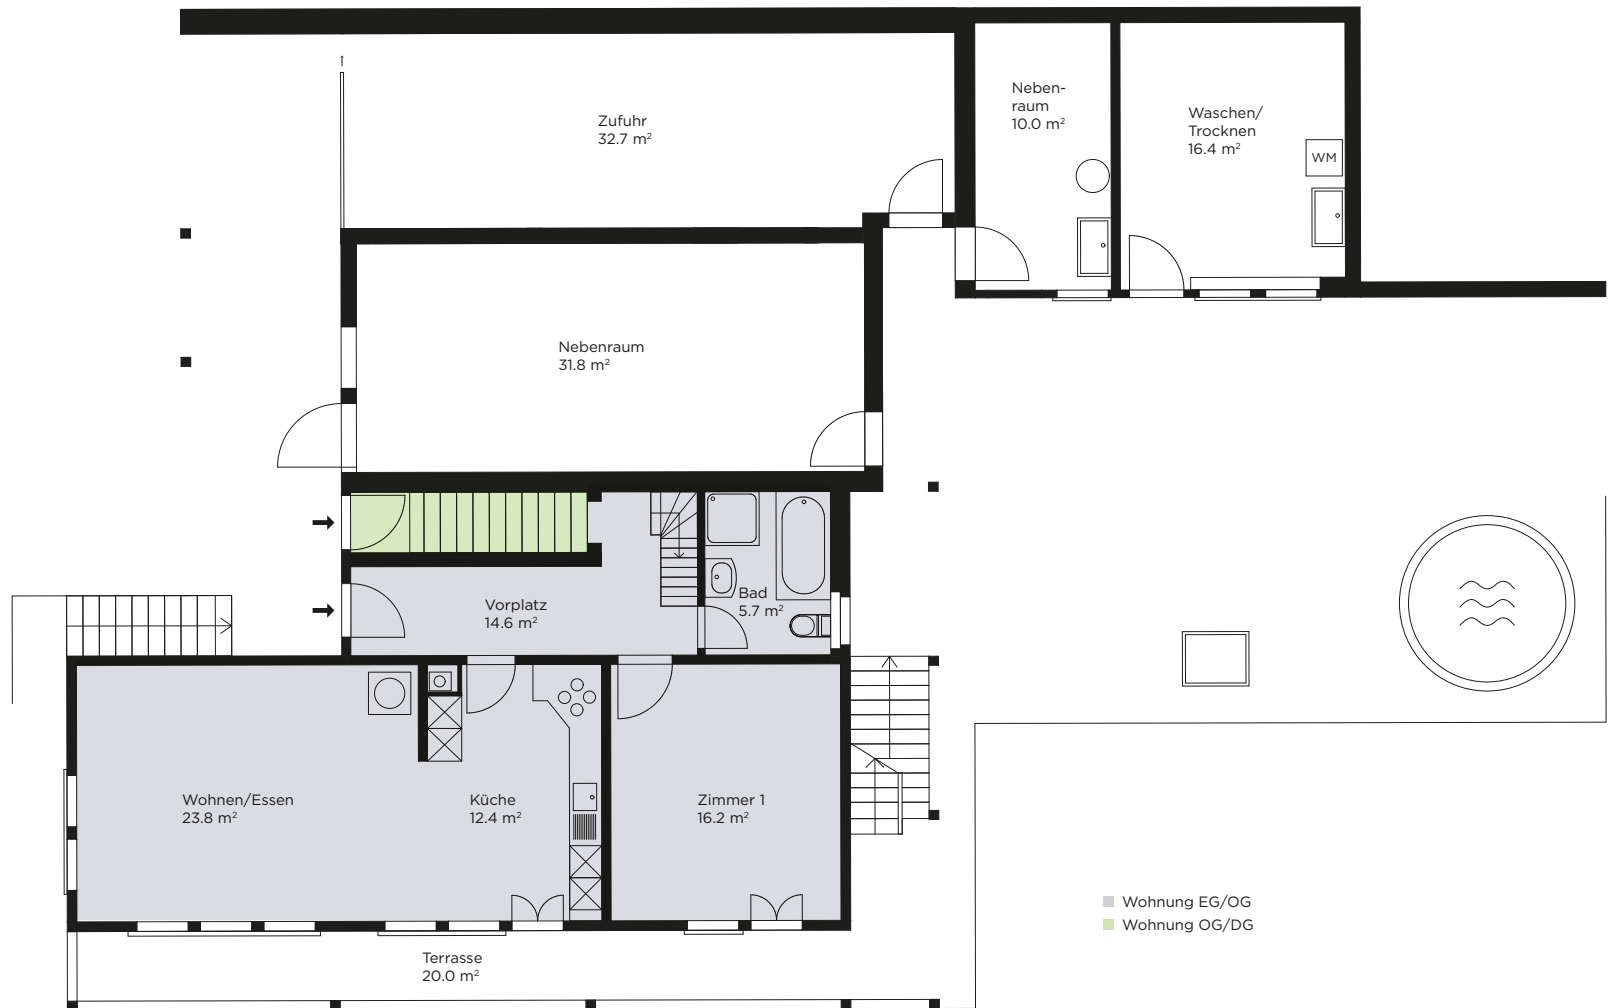 Zufuhr
32.7 m²
Neben-
raum
10.0 m²
Waschen/
Trocknen
16.4 m²
WM
Nebenraum
31.8 m²
Vorplatz
14.6 m²
Bad
5.7 m²
Wohnen/Essen
23.8 m²
Küche
12.4 m²
Zimmer 1
16.2 m²
Terrasse
20.0 m²
Wohnung EG/OG
Wohnung OG/DG